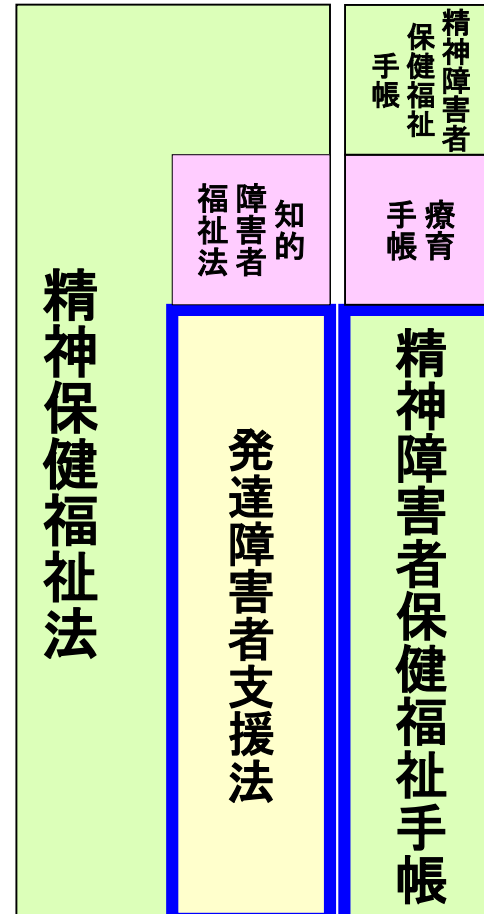 精神保健福祉法
知的
障害者
福祉法
発達障害者支援法
精神障害者
保健福祉
手帳
療育
手帳
精神障害者保健福祉手帳